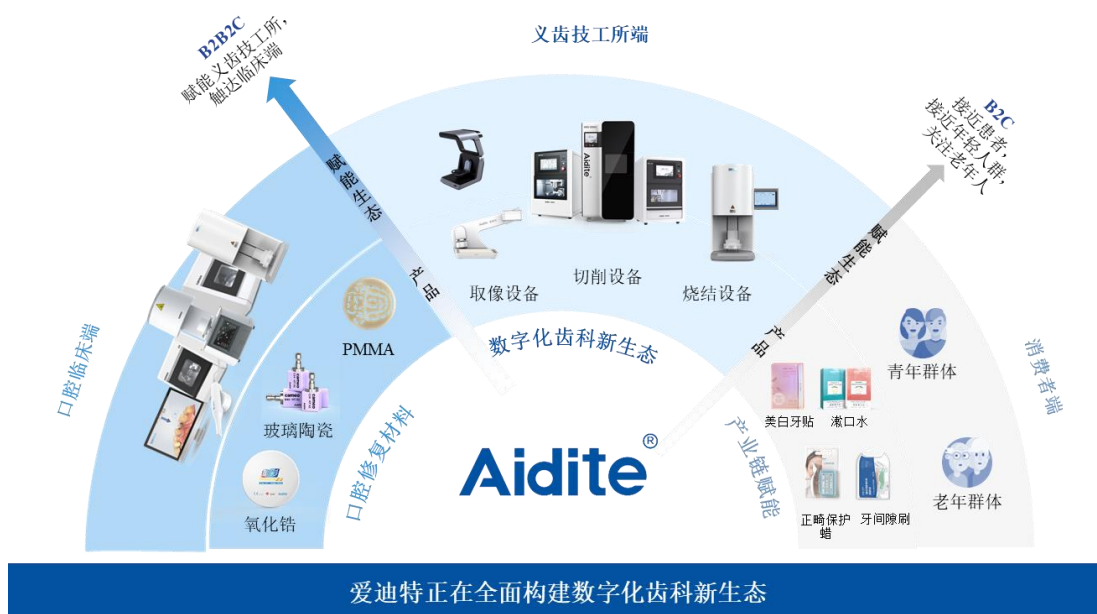 义齿技工所端
B2B2C
赋能义齿技工所，
触达临床端
B2C
接近患者，
接近年轻人群，
关注老年人
赋能生态
产品
赋能生态
产品
取像设备
切削设备
烧结设备
Aidite
口腔临床端
PMMA
玻璃陶瓷
氧化锆
口腔修复材料
数字化齿科新生态
Aidite®
产业链赋能
美白牙贴
漱口水
正畸保护
蜡
牙间隙刷
青年群体
老年群体
消费者端
爱迪特正在全面构建数字化齿科新生态